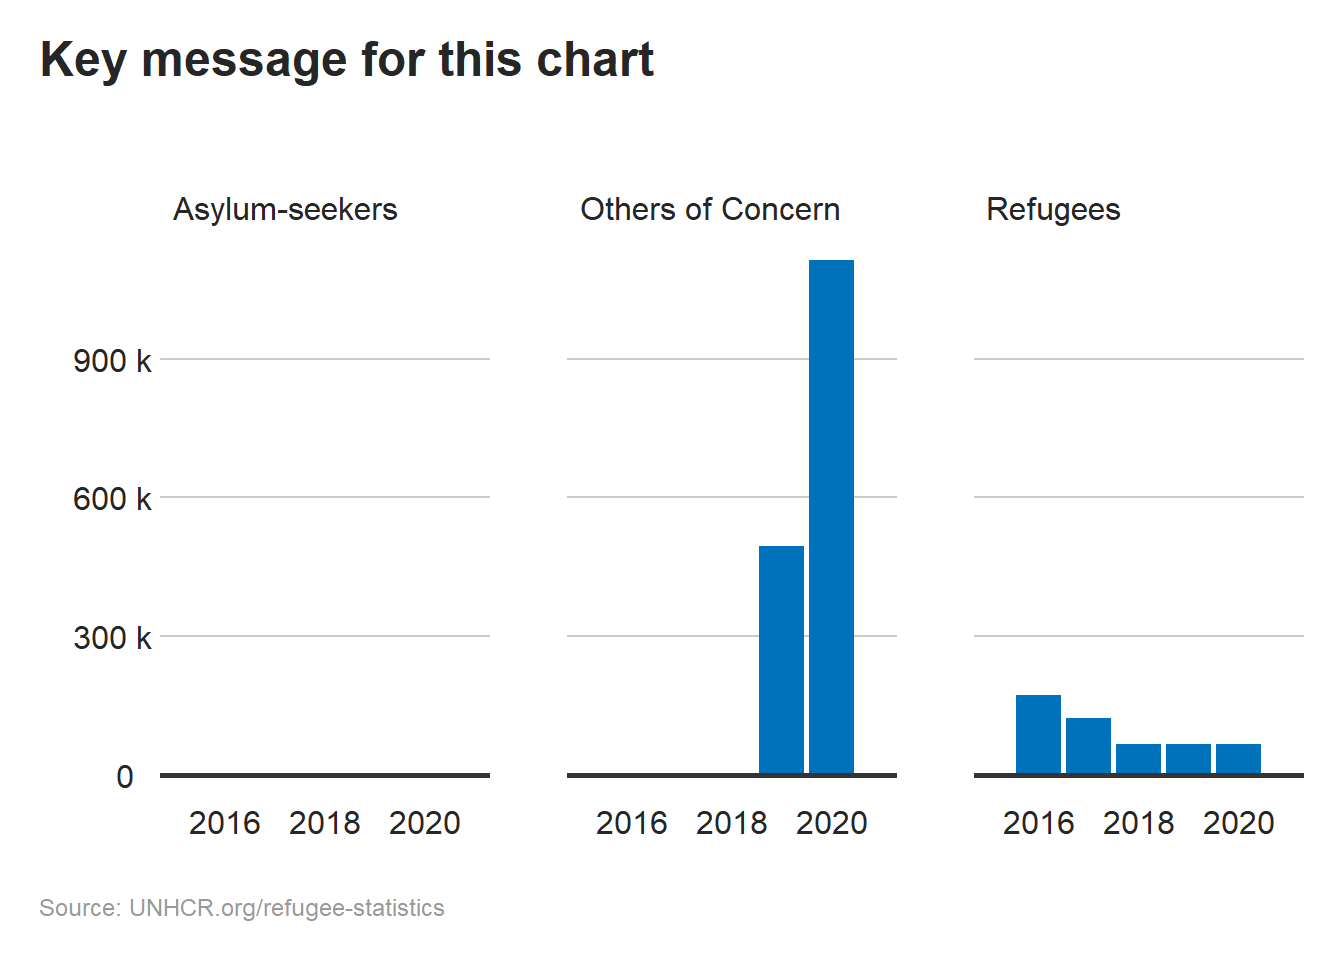 Key message for this chart
Asylum-seekers
Others of Concern
Refugees
900 k
600 k
300 k
0
2016 2018 2020
2016 2018 2020
2016 2018 2020
Source: UNHCR.org/refugee-statistics